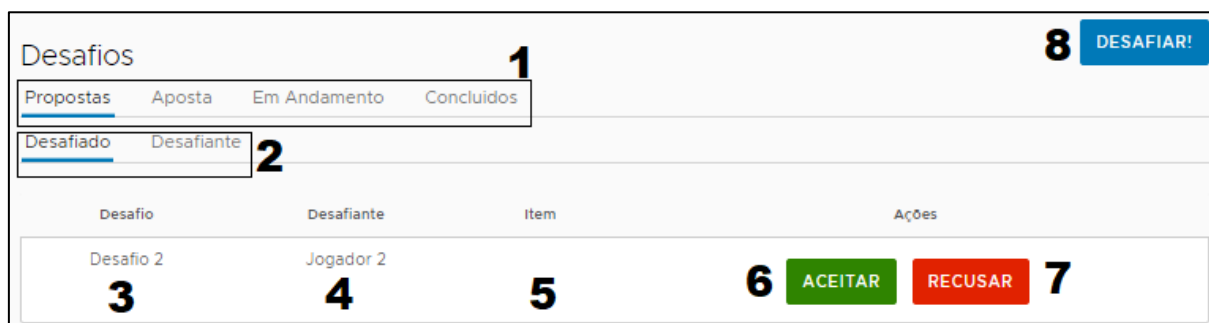 8 DESAFIAR!
Desafios
1
Propostas Aposta Em Andamento Concluidos
Desafiado Desafiante 2
Desafio Desafiante Item Ações
Desafio 2 Jogador 2
3 4 5 6 ACEITAR RECUSAR 7